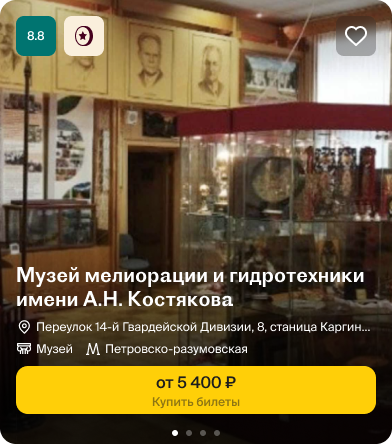 8.8
Музей мелиорации и гидротехники
имени А.Н. Костякова
Переулок 14-й Гвардейской Дивизии, 8, станица Каргин...
Музей Петровско-разумовская
от 5 400 ₽
Купить билеты